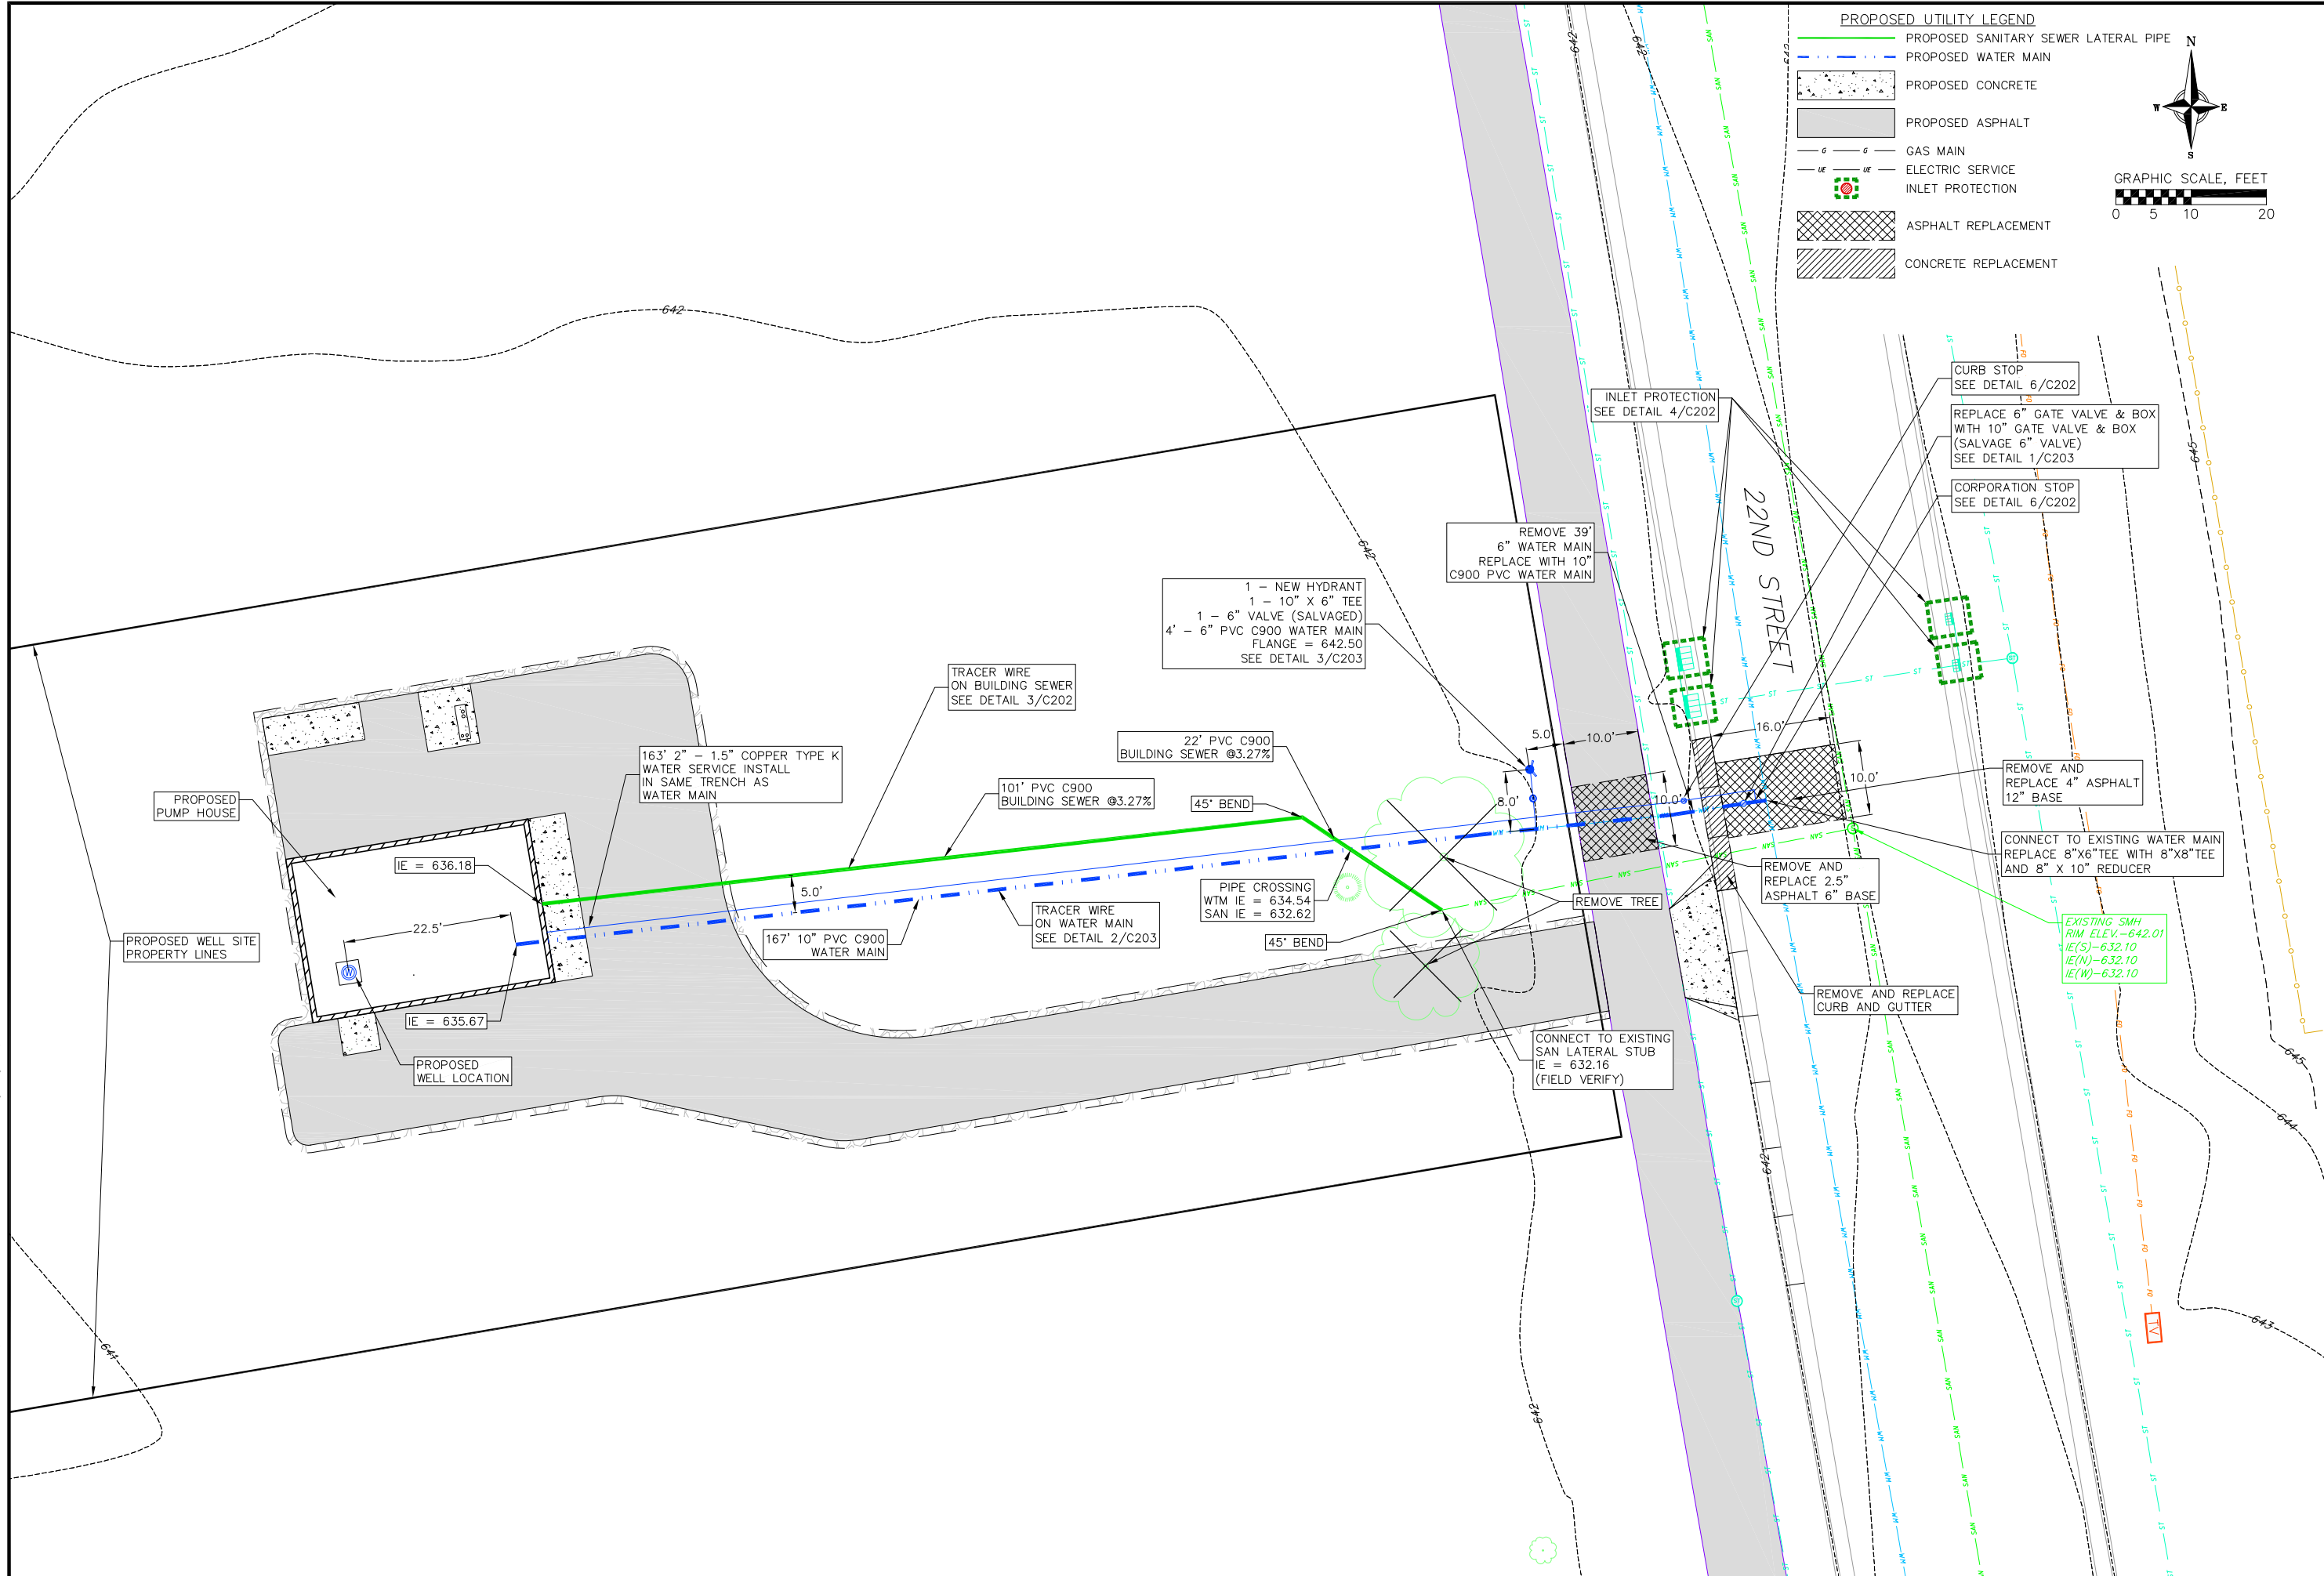 PROPOSED UTILITY LEGEND
PROPOSED SANITARY SEWER LATERAL PIPE
PROPOSED WATER MAIN
PROPOSED CONCRETE
PROPOSED ASPHALT
G G GAS MAIN
UE UE ELECTRIC SERVICE
INLET PROTECTION
ASPHALT REPLACEMENT
CONCRETE REPLACEMENT
N
W E
S
GRAPHIC SCALE, FEET
0 5 10 20
642
642
642
642
642
642
642
641
645
645
644
643
CURB STOP
SEE DETAIL 6/C202
REPLACE 6" GATE VALVE & BOX
WITH 10" GATE VALVE & BOX
(SALVAGE 6" VALVE)
SEE DETAIL 1/C203
CORPORATION STOP
SEE DETAIL 6/C202
INLET PROTECTION
SEE DETAIL 4/C202
22ND STREET
REMOVE 39'
6" WATER MAIN
REPLACE WITH 10"
C900 PVC WATER MAIN
1 - NEW HYDRANT
1 - 10" X 6" TEE
1 - 6" VALVE (SALVAGED)
4' - 6" PVC C900 WATER MAIN
FLANGE = 642.50
SEE DETAIL 3/C203
TRACER WIRE
ON BUILDING SEWER
SEE DETAIL 3/C202
22' PVC C900
BUILDING SEWER @3.27%
163' 2" - 1.5" COPPER TYPE K
WATER SERVICE INSTALL
IN SAME TRENCH AS
WATER MAIN
101' PVC C900
BUILDING SEWER @3.27%
45° BEND
PROPOSED
PUMP HOUSE
5.0'
10.0'
16.0'
8.0'
10.0'
10.0'
REMOVE AND
REPLACE 4" ASPHALT
12" BASE
CONNECT TO EXISTING WATER MAIN
REPLACE 8"X6"TEE WITH 8"X8"TEE
AND 8" X 10" REDUCER
IE = 636.18
5.0'
PIPE CROSSING
WTM IE = 634.54
SAN IE = 632.62
REMOVE TREE
REMOVE AND
REPLACE 2.5"
ASPHALT 6" BASE
22.5'
TRACER WIRE
ON WATER MAIN
SEE DETAIL 2/C203
167' 10" PVC C900
WATER MAIN
45° BEND
EXISTING SMH
RIM ELEV.-642.01
IE(S)-632.10
IE(N)-632.10
IE(W)-632.10
PROPOSED WELL SITE
PROPERTY LINES
W
IE = 635.67
REMOVE AND REPLACE
CURB AND GUTTER
PROPOSED
WELL LOCATION
CONNECT TO EXISTING
SAN LATERAL STUB
IE = 632.16
(FIELD VERIFY)
TV